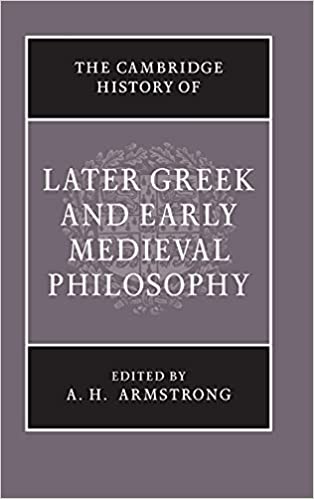 THE CAMBRIDGE
HISTORY OF
LATER GREEK
AND EARLY
MEDIEVAL
PHILOSOPHY
EDITED BY
A. H. ARMSTRONG